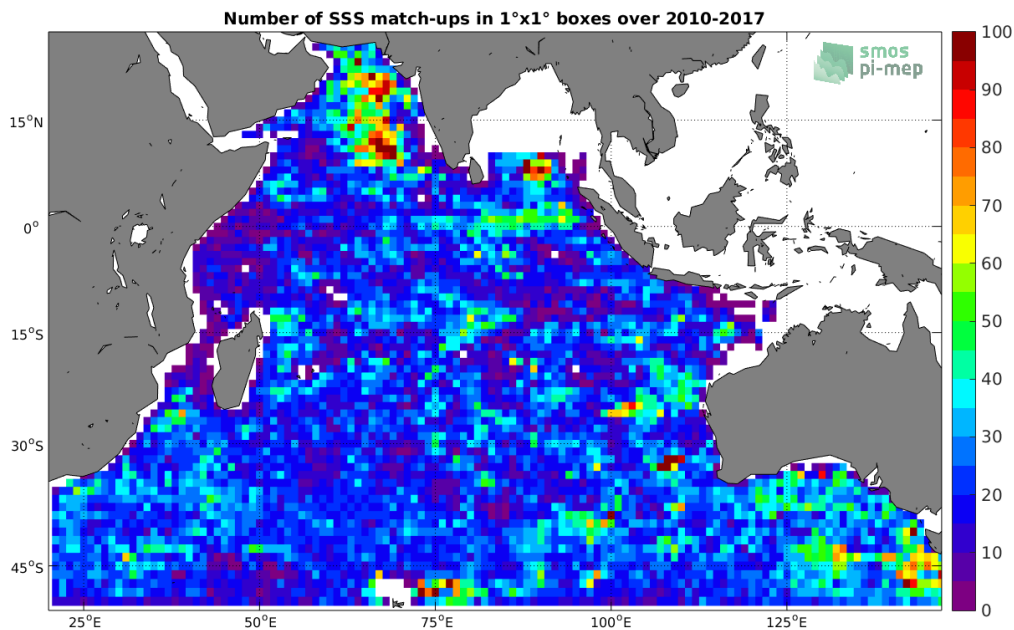 Number of SSS match-ups in 1°x1° boxes over 2010-2017
smos
pi-mep
100
90
80
70
60
50
40
30
20
10
0
15°N
0°
15°S
30°S
45°S
25°E
50°E
75°E
100°E
125°E